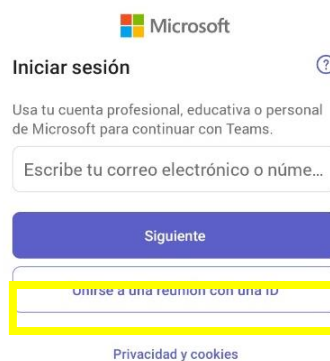 Microsoft
Iniciar sesión
Usa tu cuenta profesional, educativa o personal
de Microsoft para continuar con Teams.
Escribe tu correo electrónico o núme...
Siguiente
Unirse a una reunión con una ID
Privacidad y cookies